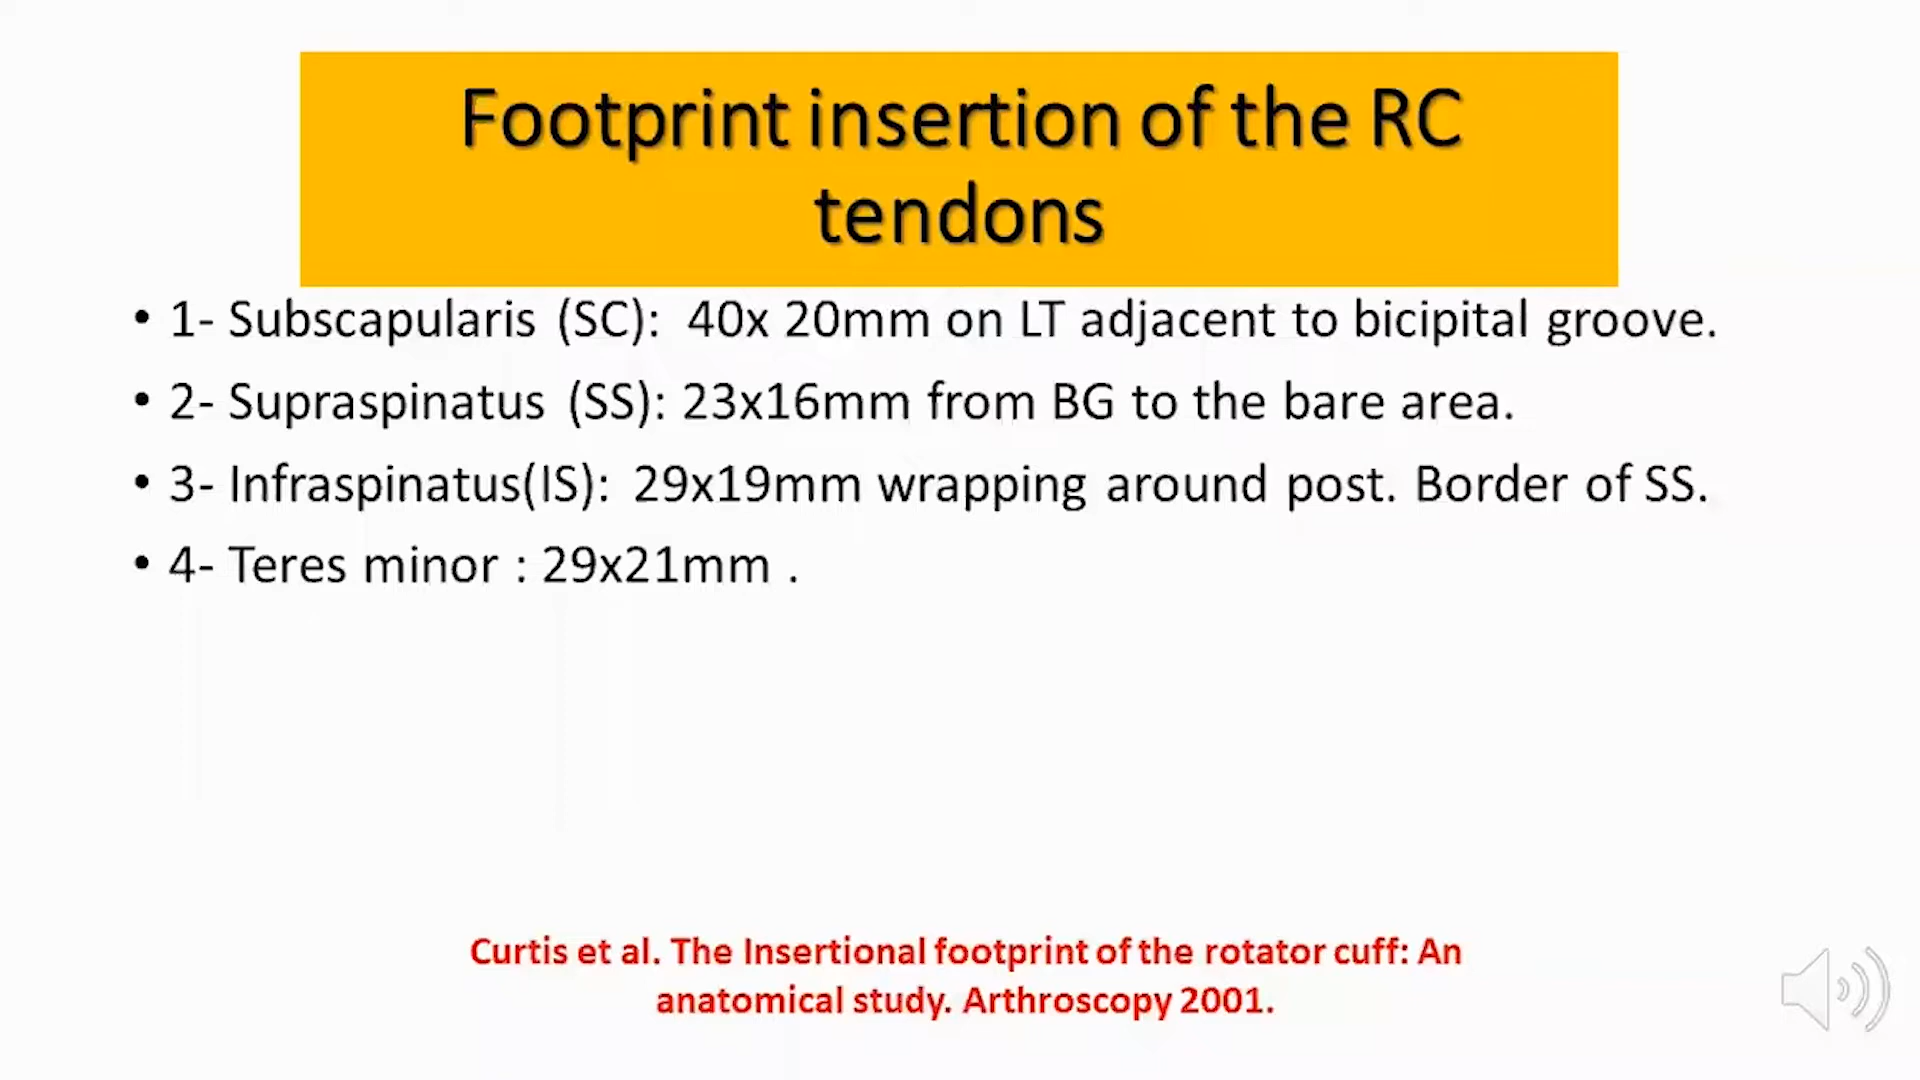 Footprint insertion of the RC
tendons
• 1- Subscapularis (SC): 40x 20mm on LT adjacent to bicipital groove.
• 2- Supraspinatus (SS): 23x16mm from BG to the bare area.
• 3- Infraspinatus(IS): 29x19mm wrapping around post. Border of SS.
• 4- Teres minor : 29x21mm .
Curtis et al. The Insertional footprint of the rotator cuff: An
anatomical study. Arthroscopy 2001.